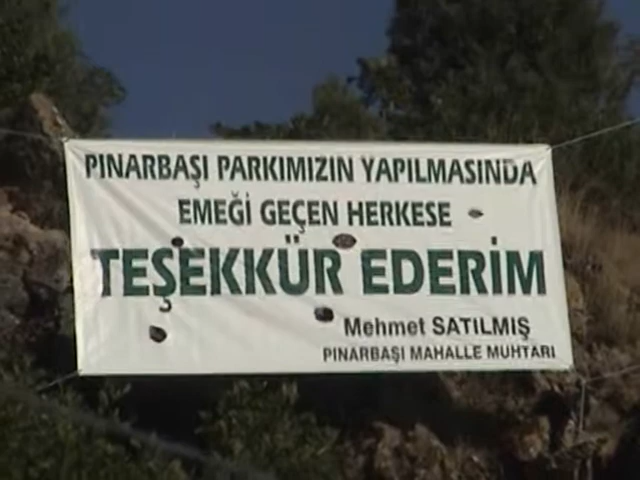 PINARBAŞI PARKIMIZIN YAPILMASINDA
EMEĞİ GEÇEN HERKESE
TEŞEKKÜR EDERİM
Mehmet SATILMIŞ
PINARBAŞI MAHALLE MUHTARI